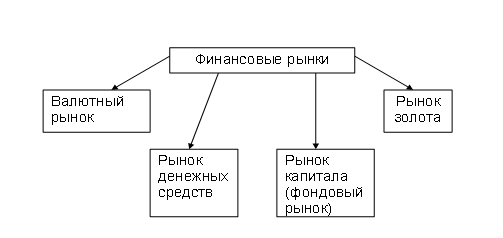 Финансовые рынки
Валютный
рынок
Рынок
золота
Рынок
денежных
средств
Рынок
капитала
(фондовый
рынок)